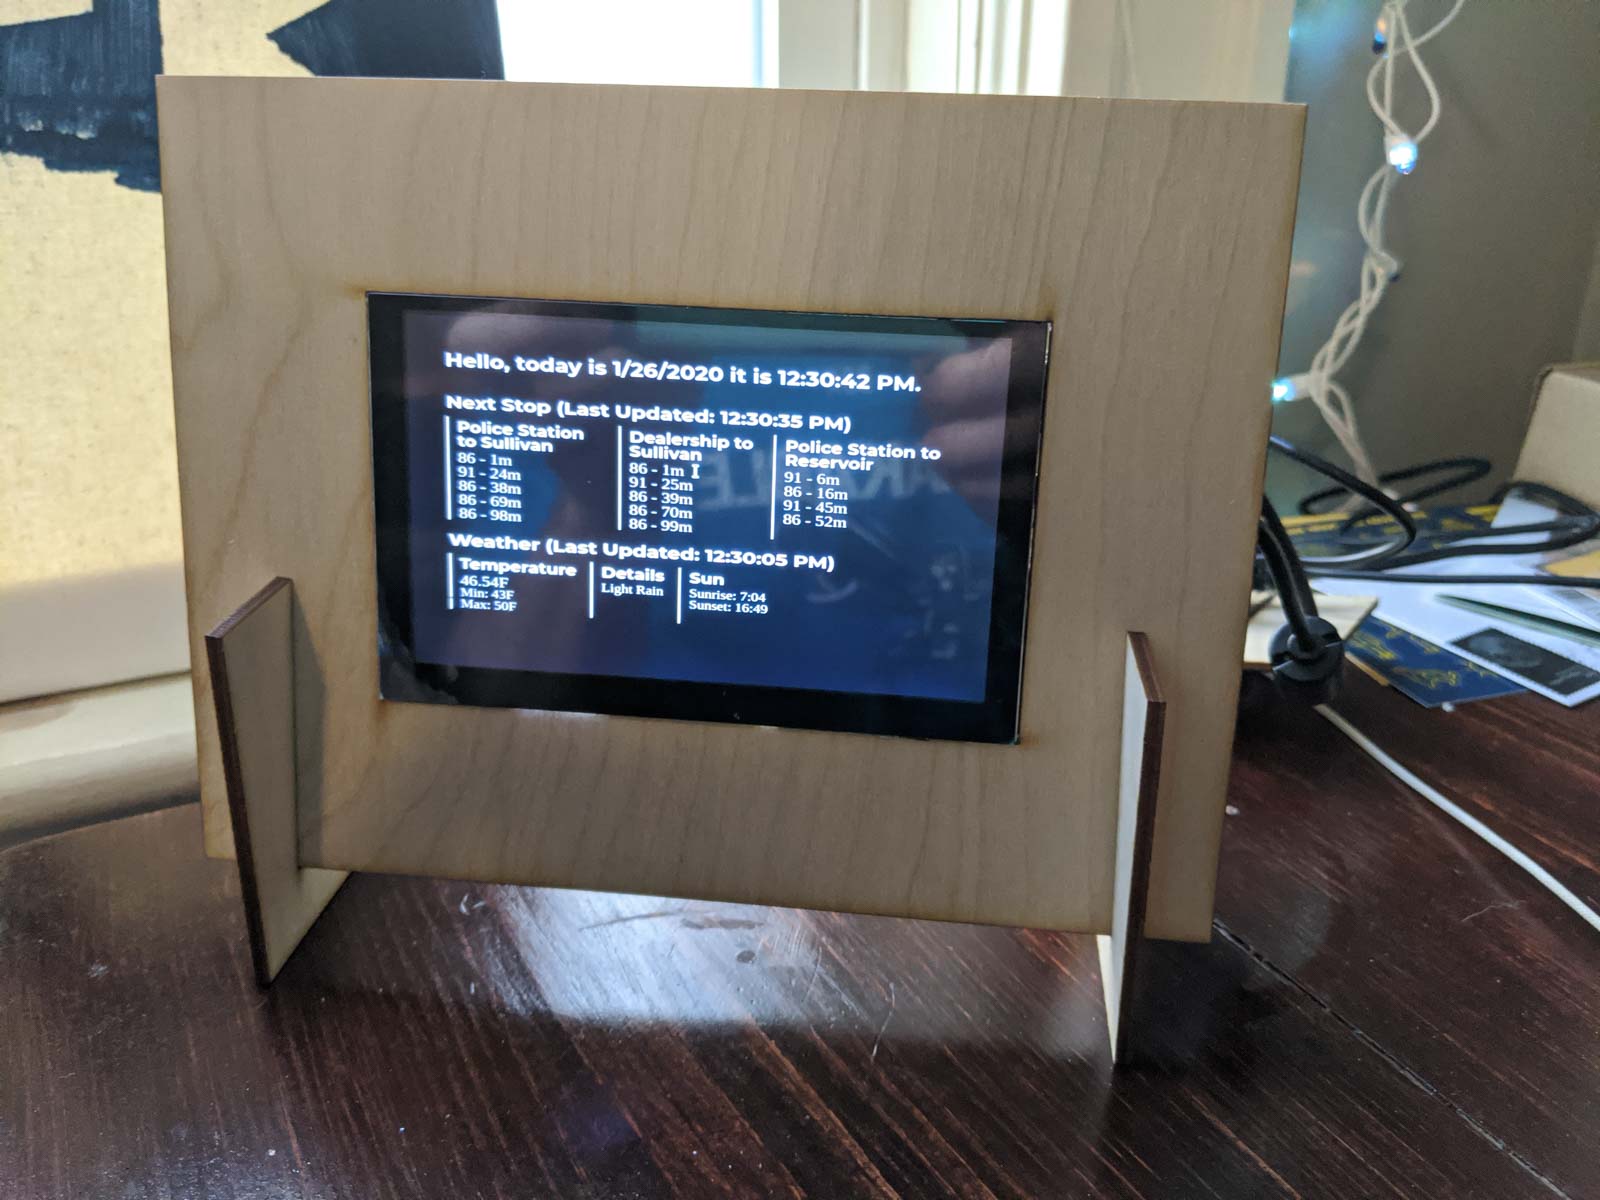 Hello, today is 1/26/2020 it is 12:30:42 PM.
Next Stop (Last Updated: 12:30:35 PM)
Police Station
to Sullivan
86 - 1m
91 - 24m
86 - 38m
86 - 69m
86 - 98m
Dealership to
Sullivan
86 - 1m
91 - 25m
86 - 39m
86 - 70m
86 - 99m
Police Station to
Reservoir
91 - 6m
86 - 16m
91 - 45m
86 - 52m
Weather (Last Updated: 12:30:05 PM)
Temperature
46.54F
Min: 43F
Max: 50F
Details
Light Rain
Sun
Sunrise: 7:04
Sunset: 16:49